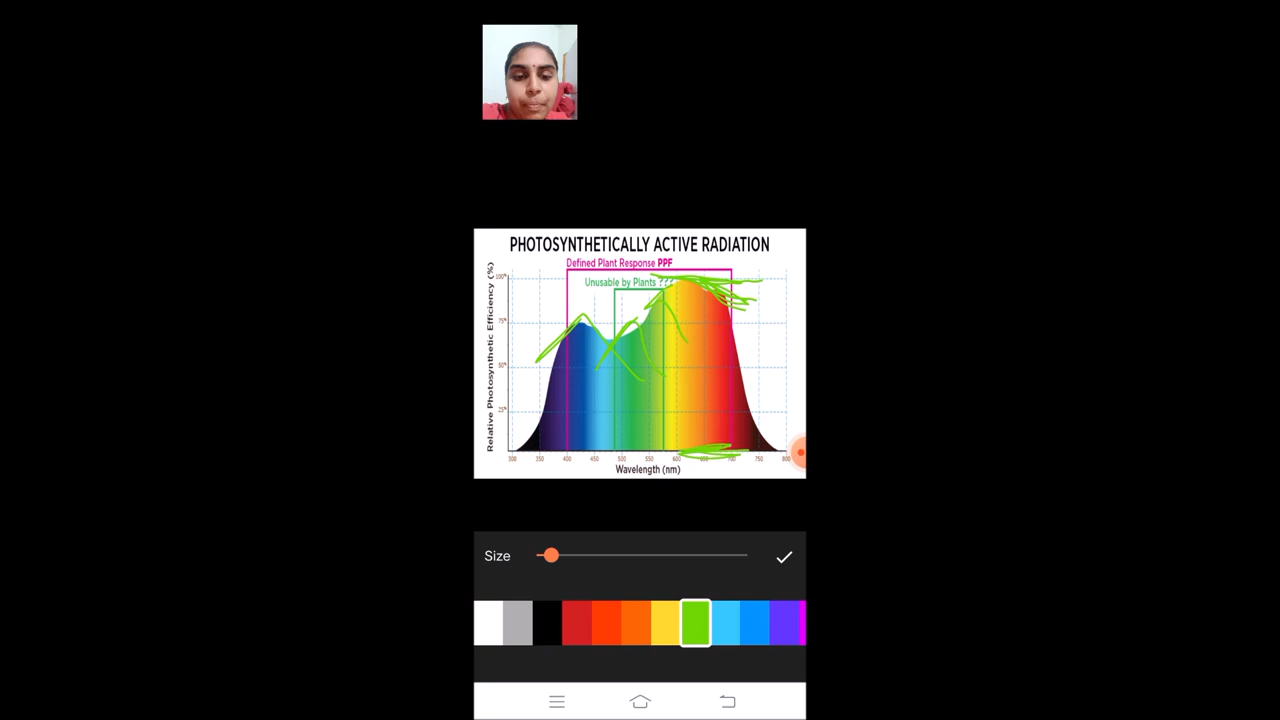 PHOTOSYNTHETICALLY ACTIVE RADIATION
Defined Plant Response PPF
Unusable by Plants ???
Relative Photosynthetic Efficiency (%)
100%
75%
50%
25%
300 350 400 450 500 550 600 650 700 750 800
Wavelength (nm)
Size